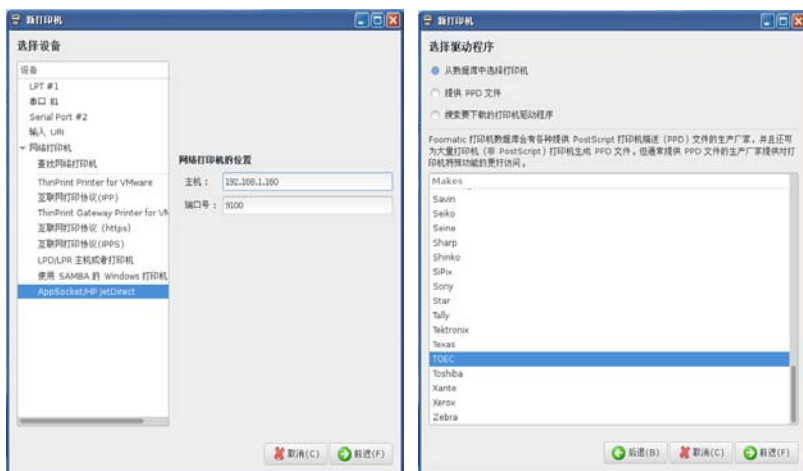 新打印机
选择设备
设备
LPT #1
串口 #1
Serial Port #2
输入 URI
网络打印机
查找网络打印机
ThinPrint Printer for VMware
互联网打印协议(IPP)
ThinPrint Gateway Printer for VM
互联网打印协议 (https)
互联网打印协议(IPPS)
LPD/LPR 主机或者打印机
使用 SAMBA 的 Windows 打印机
AppSocket/HP JetDirect
网络打印机的位置
主机： 192.168.1.160
端口号： 9100
取消(C) 前进(F)
新打印机
选择驱动程序
从数据库中选择打印机
提供 PPD 文件
搜索要下载的打印机驱动程序
Foomatic 打印机数据库含有各种提供 PostScript 打印机描述（PPD）文件的生产厂家，并且还可
为大量打印机（非 PostScript）打印机生成 PPD 文件。但通常提供 PPD 文件的生产厂家提供对打
印机特殊功能的更好访问。
Makes
Savin
Seiko
Seine
Sharp
Shinko
SiPix
Sony
Star
Tally
Tektronix
Texas
TOEC
Toshiba
Xante
Xerox
Zebra
后退(B) 取消(C) 前进(F)